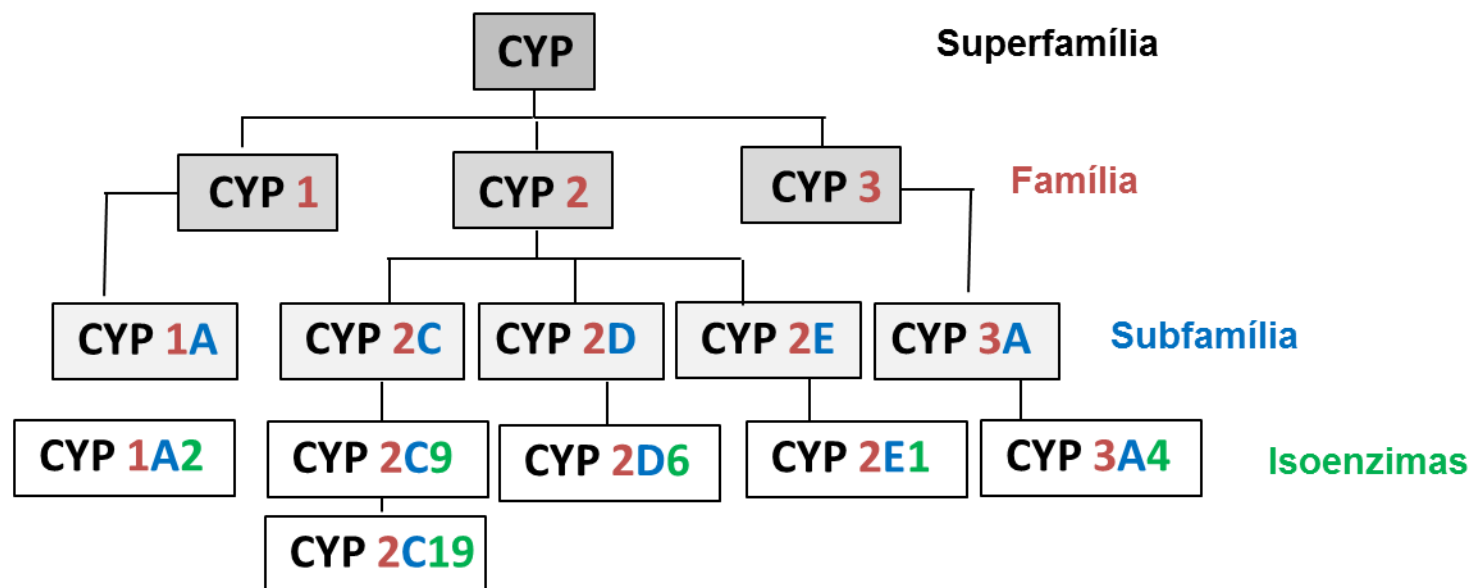 CYP
Superfamília
CYP 1
CYP 2
CYP 3
Família
CYP 1A
CYP 2C
CYP 2D
CYP 2E
CYP 3A
Subfamília
CYP 1A2
CYP 2C9
CYP 2D6
CYP 2E1
CYP 3A4
Isoenzimas
CYP 2C19